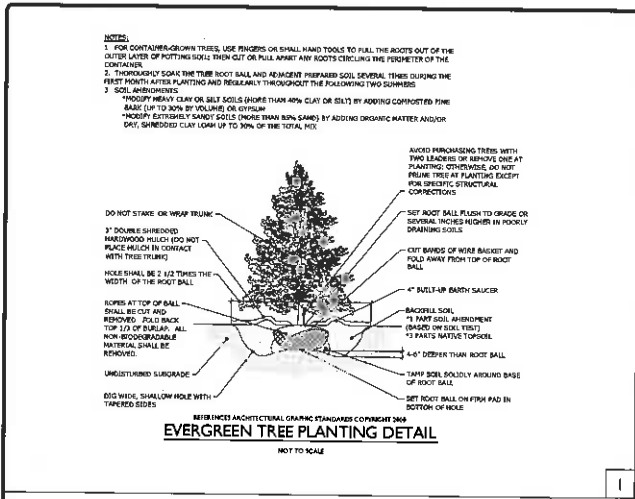 NOTES:
1 FOR CONTAINER-GROWN TREES, USE FINGERS OR SMALL HAND TOOLS TO PULL THE ROOTS OUT OF THE
OUTER LAYER OF POTTING SOIL; THEN CUT OR PULL APART ANY ROOTS CIRCLING THE PERIMETER OF THE
CONTAINER
2. THOROUGHLY SOAK THE TREE ROOT BALL AND ADJACENT PREPARED SOIL SEVERAL TIMES DURING THE
FIRST MONTH AFTER PLANTING AND REGULARLY THROUGHOUT THE FOLLOWING TWO SUMMERS
3 SOIL AMENDMENTS
*MODIFY HEAVY CLAY OR SILT SOILS (MORE THAN 40% CLAY OR SILT) BY ADDING COMPOSTED PINE
BARK (UP TO 30% BY VOLUME) OR GYPSUM
*MODIFY EXTREMELY SANDY SOILS (MORE THAN 85% SAND) BY ADDING ORGANIC MATTER AND/OR
DRY, SHREDDED CLAY LOAM UP TO 30% OF THE TOTAL MIX
AVOID PURCHASING TREES WITH
TWO LEADERS OR REMOVE ONE AT
PLANTING; OTHERWISE, DO NOT
PRUNE TREE AT PLANTING EXCEPT
FOR SPECIFIC STRUCTURAL
CORRECTIONS
DO NOT STAKE OR WRAP TRUNK
3" DOUBLE SHREDDED
HARDWOOD MULCH (DO NOT
PLACE MULCH IN CONTACT
WITH TREE TRUNK)
HOLE SHALL BE 2 1/2 TIMES THE
WIDTH OF THE ROOT BALL
ROPES AT TOP OF BALL
SHALL BE CUT AND
REMOVED FOLD BACK
TOP 1/3 OF BURLAP. ALL
NON-BIODEGRADABLE
MATERIAL SHALL BE
REMOVED.
UNDISTURBED SUBGRADE
DIG WIDE, SHALLOW HOLE WITH
TAPERED SIDES
SET ROOT BALL FLUSH TO GRADE OR
SEVERAL INCHES HIGHER IN POORLY
DRAINING SOILS
CUT BANDS OF WIRE BASKET AND
FOLD AWAY FROM TOP OF ROOT
BALL
4" BUILT-UP EARTH SAUCER
BACKFILL SOIL
*1 PART SOIL AMENDMENT
(BASED ON SOIL TEST)
*3 PARTS NATIVE TOPSOIL
4-6" DEEPER THAN ROOT BALL
TAMP SOIL SOLIDLY AROUND BASE
OF ROOT BALL
SET ROOT BALL ON FIRM PAD IN
BOTTOM OF HOLE
REFERENCES ARCHITECTURAL GRAPHIC STANDARDS COPYRIGHT
EVERGREEN TREE PLANTING DETAIL
NOT TO SCALE
1